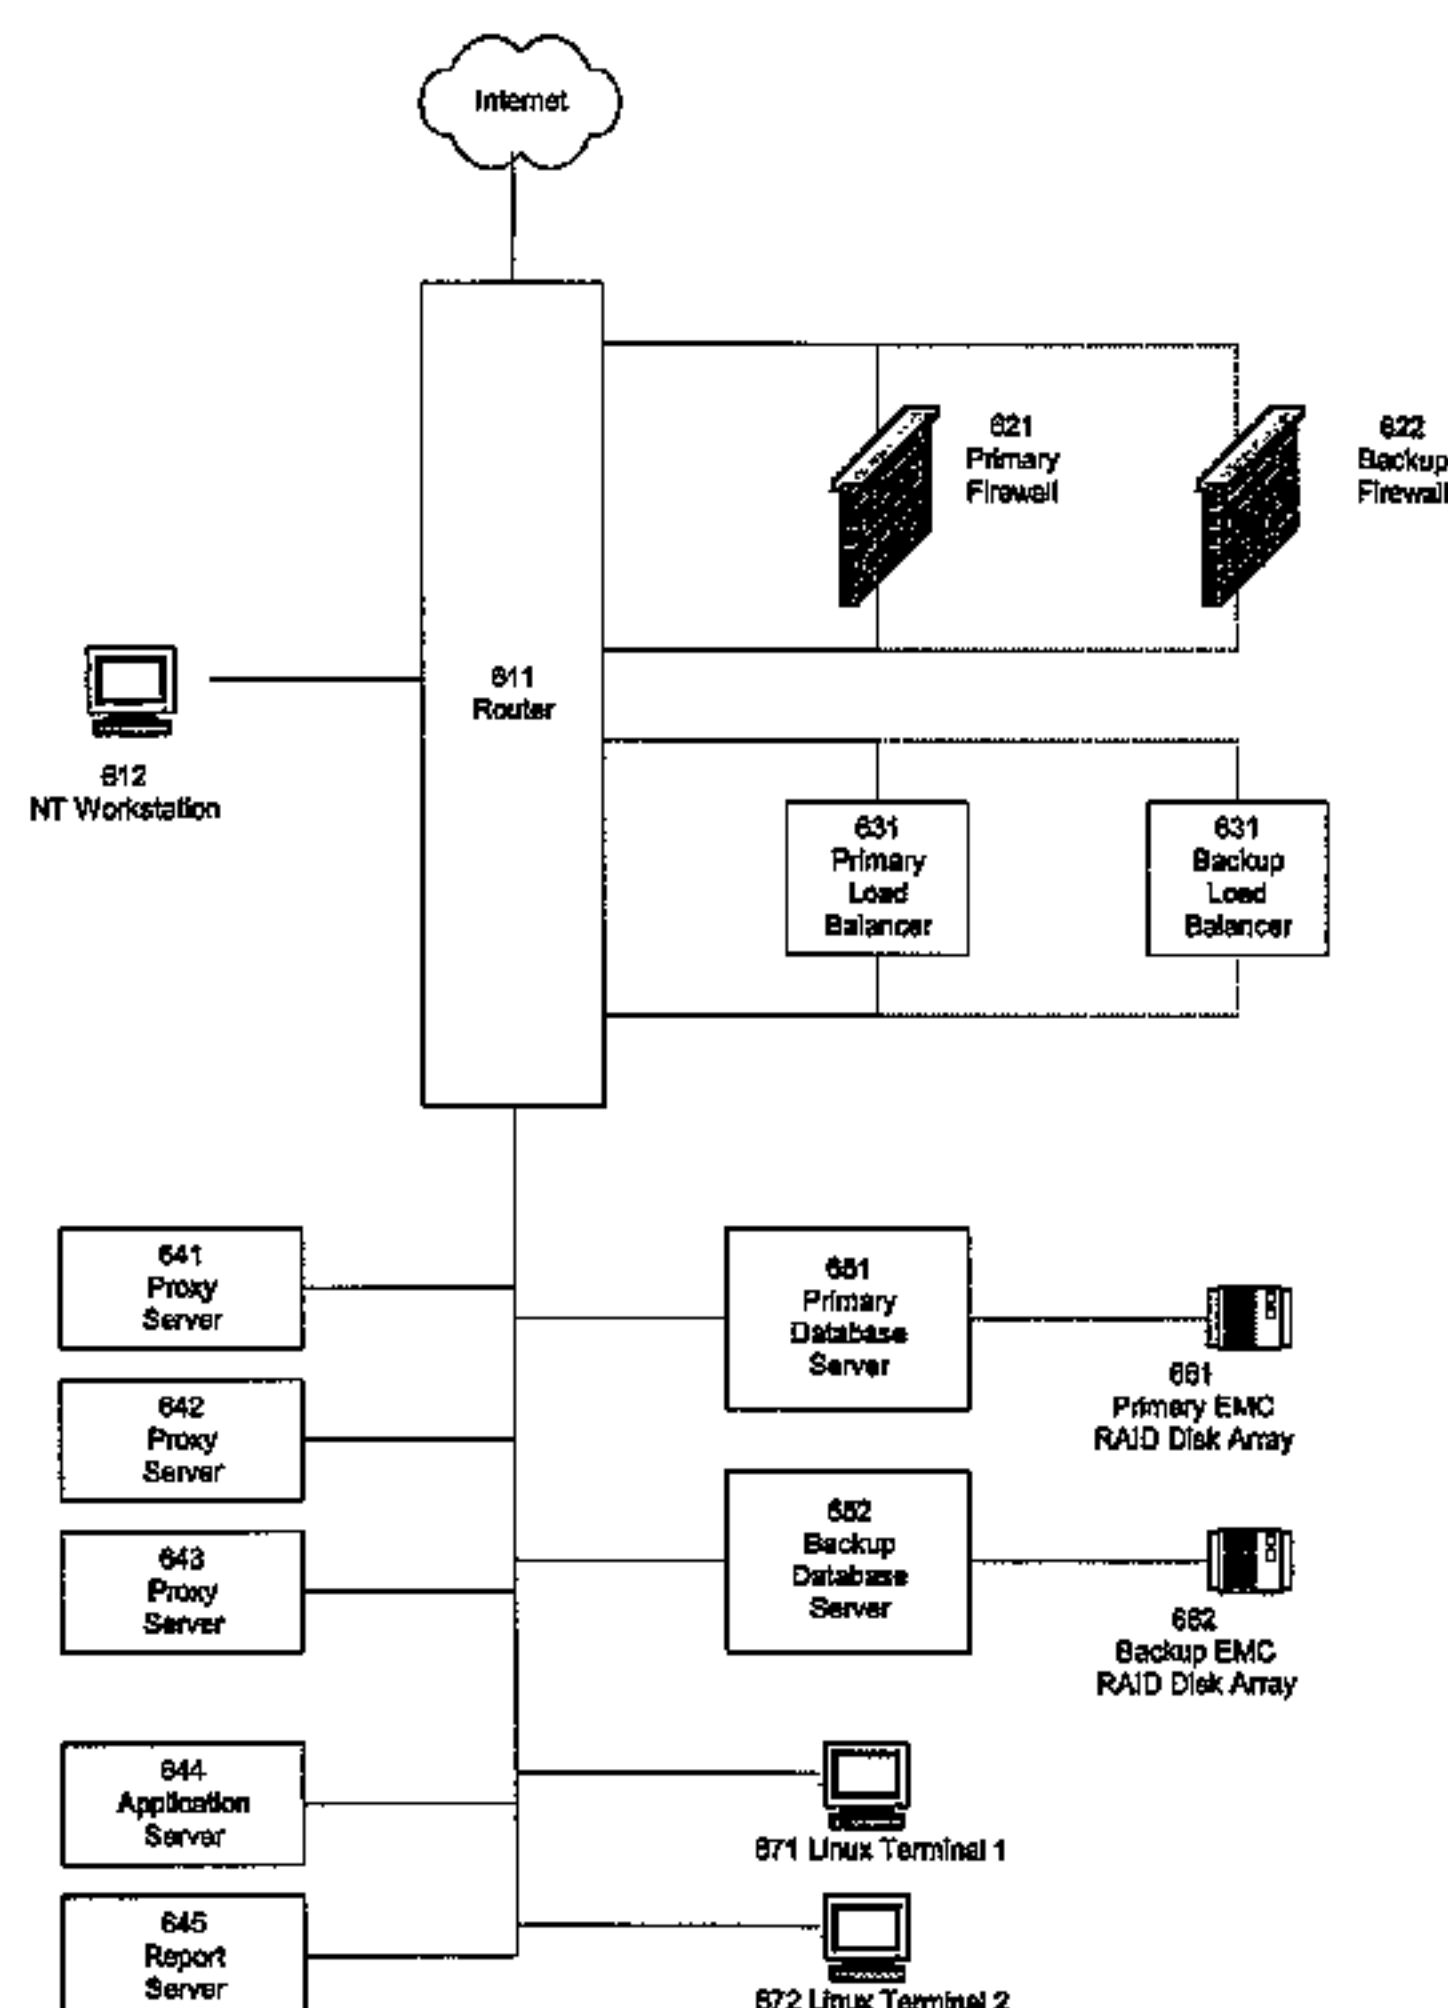 Internet
621
Primary
Firewall
622
Backup
Firewall
611
Router
612
NT Workstation
631
Primary
Load
Balancer
631
Backup
Load
Balancer
641
Proxy
Server
651
Primary
Database
Server
661
Primary EMC
RAID Disk Array
642
Proxy
Server
652
Backup
Database
Server
643
Proxy
Server
662
Backup EMC
RAID Disk Array
644
Application
Server
671 Linux Terminal 1
645
Report
Server
672 Linux Terminal 2